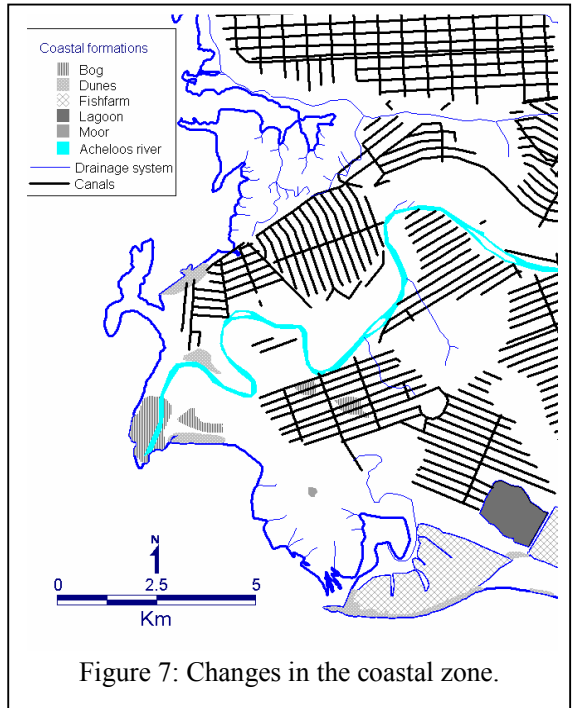 Coastal formations
Bog
Dunes
Fishfarm
Lagoon
Moor
Acheloos river
Drainage system
Canals
N
0 2.5 5
Km
Figure 7: Changes in the coastal zone.